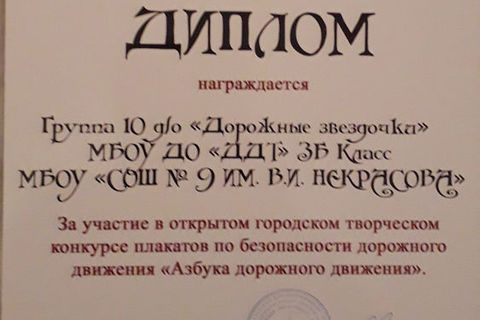 ДИПЛОМ
награждается
Группа 10 д/о «Дорожные звездочки»
МБОУ ДО «ДДТ» 3Б Класс
МБОУ «СОШ № 9 ИМ. В.И. НЕКРАСОВА»
За участие в открытом городском творческом
конкурсе плакатов по безопасности дорожного
движения «Азбука дорожного движения».